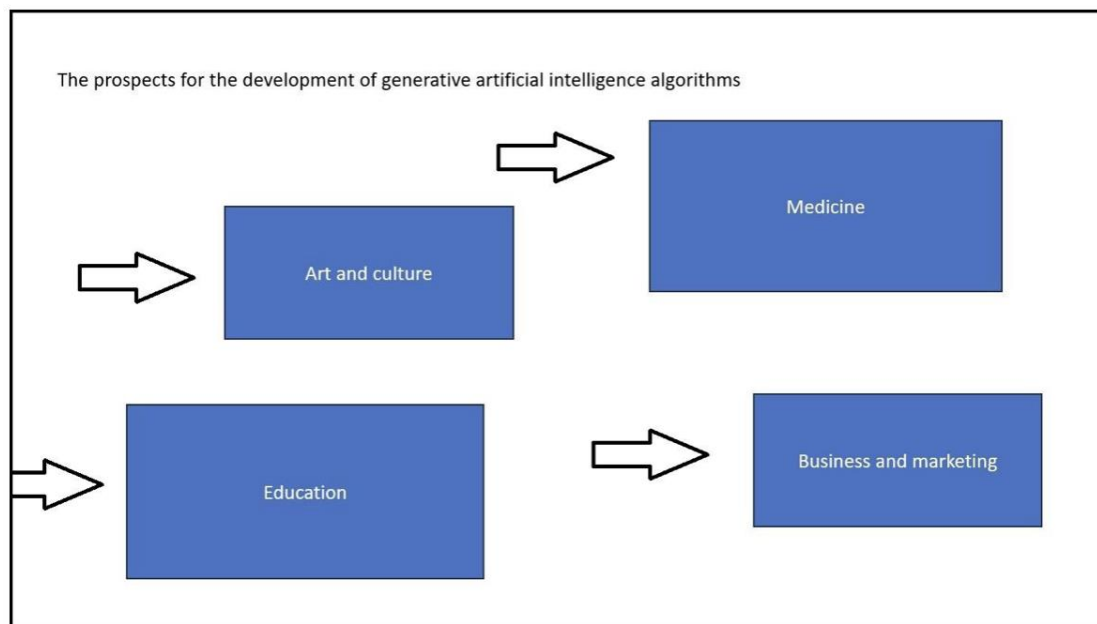 The prospects for the development of generative artificial intelligence algorithms
Medicine
Art and culture
Education
Business and marketing